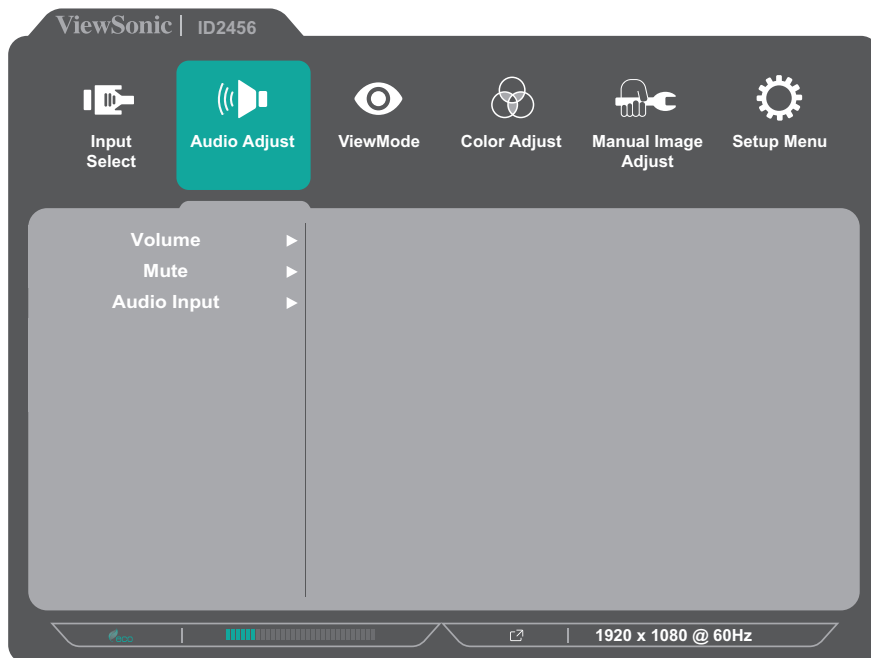 ViewSonic | ID2456
Input
Select
Audio Adjust
ViewMode
Color Adjust
Manual Image
Adjust
Setup Menu
Volume
Mute
Audio Input
eco
1920 x 1080 @ 60Hz